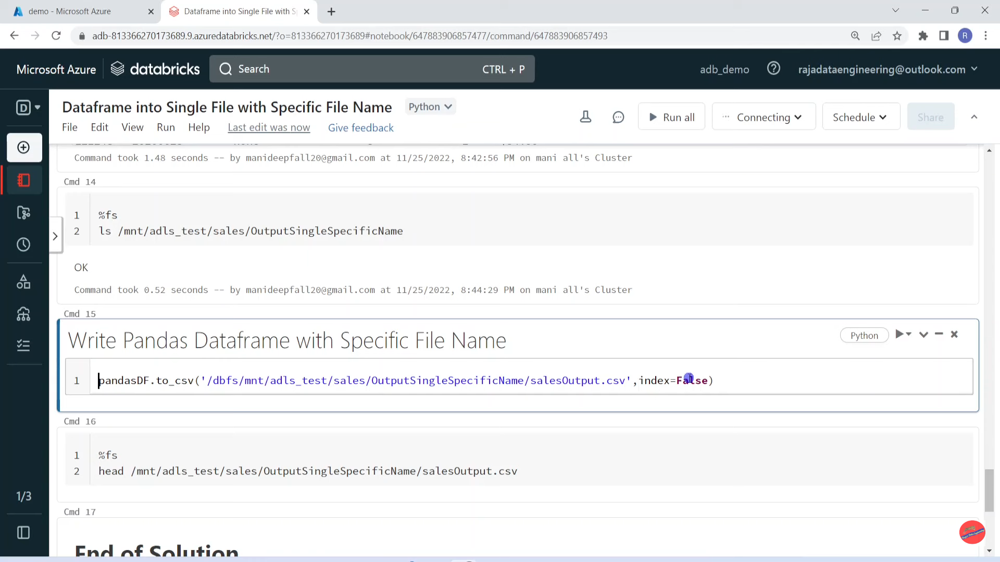 demo - Microsoft Azure
Dataframe into Single File with S
adb-813366270173689.9.azuredatabricks.net/?o=813366270173689#notebook/647883906857477/command/647883906857493
R
Microsoft Azure databricks Search CTRL + P adb_demo rajadataengineering@outlook.com
D
Dataframe into Single File with Specific File Name Python
File Edit View Run Help Last edit was now Give feedback
Run all Connecting Schedule Share
Command took 1.48 seconds -- by manideepfall20@gmail.com at 11/25/2022, 8:42:56 PM on mani all's Cluster
Cmd 14
1 %fs
2 ls /mnt/adls_test/sales/OutputSingleSpecificName
OK
Command took 0.52 seconds -- by manideepfall20@gmail.com at 11/25/2022, 8:44:29 PM on mani all's Cluster
Cmd 15
Write Pandas Dataframe with Specific File Name
Python
1 pandasDF.to_csv('/dbfs/mnt/adls_test/sales/OutputSingleSpecificName/salesOutput.csv',index=False)
Cmd 16
1 %fs
2 head /mnt/adls_test/sales/OutputSingleSpecificName/salesOutput.csv
1/3
Cmd 17
End of Solution